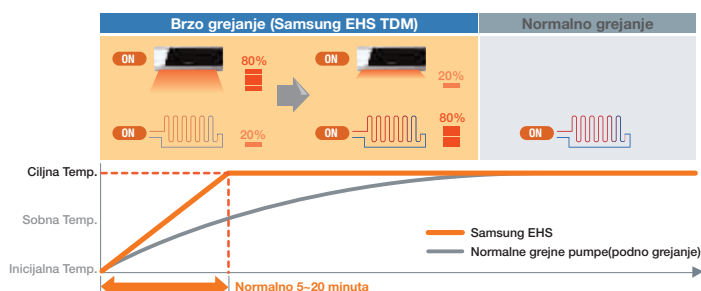 Brzo grejanje (Samsung EHS TDM)
Normalno grejanje
ON
80%
ON
20%
ON
20%
ON
80%
ON
Ciljna Temp.
Sobna Temp.
Inicijalna Temp.
Samsung EHS
Normalne grejne pumpe(podno grejanje)
Normalno 5~20 minuta